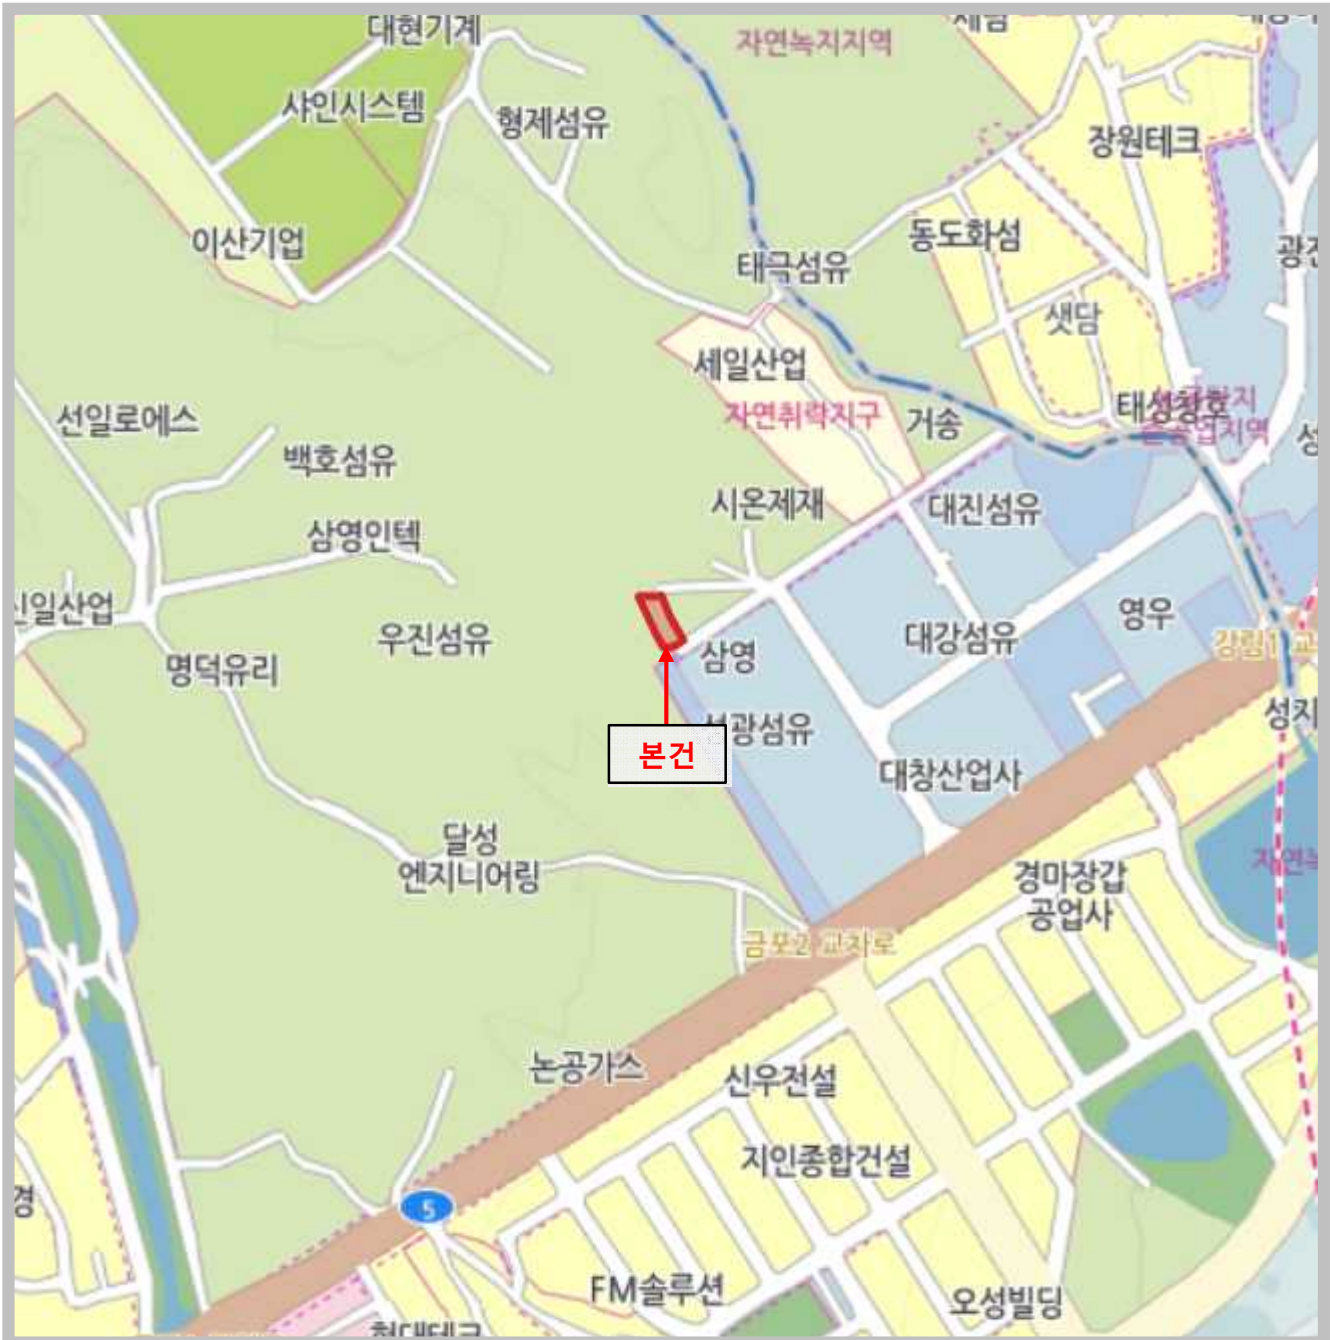 대현기계
자연녹지지역
샤인시스템
형제섬유
장원테크
이산기업
동도화섬
태극섬유
샛담
세일산업
자연취락지구
거송
선일로에스
백호섬유
시온제재
대진섬유
삼영인텍
우진섬유
명덕유리
삼영
대강섬유
영우
본건
대창산업사
달성
엔지니어링
경마장갑
공업사
금포2 교차로
논공가스
신우전설
지인종합건설
5
FM솔루션
오성빌딩